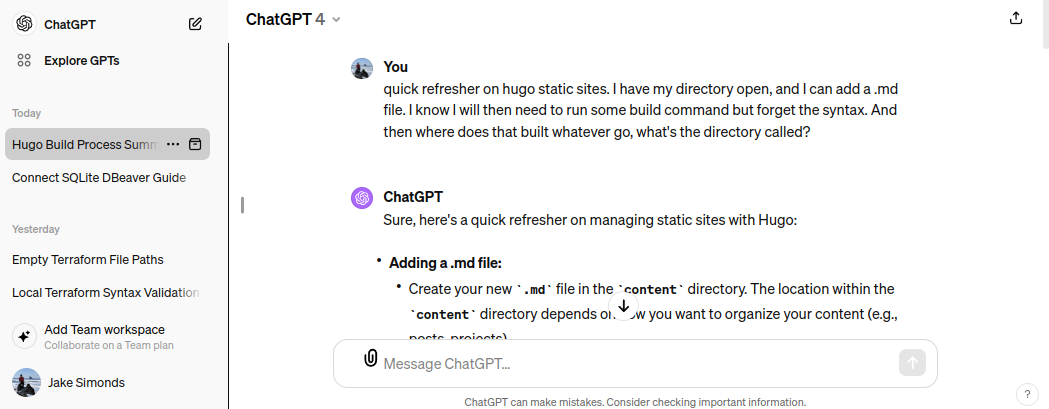 ChatGPT
Explore GPTs
Today
Hugo Build Process Summ
Connect SQLite DBeaver Guide
Yesterday
Empty Terraform File Paths
Local Terraform Syntax Validation
Add Team workspace
Collaborate on a Team plan
Jake Simonds
ChatGPT 4
You
quick refresher on hugo static sites. I have my directory open, and I can add a .md
file. I know I will then need to run some build command but forget the syntax. And
then where does that built whatever go, what's the directory called?
ChatGPT
Sure, here's a quick refresher on managing static sites with Hugo:
• Adding a .md file:
• Create your new `.md` file in the `content` directory. The location within the
`content` directory depends on how you want to organize your content (e.g.,
posts, projects).
Message ChatGPT...
ChatGPT can make mistakes. Consider checking important information.
?